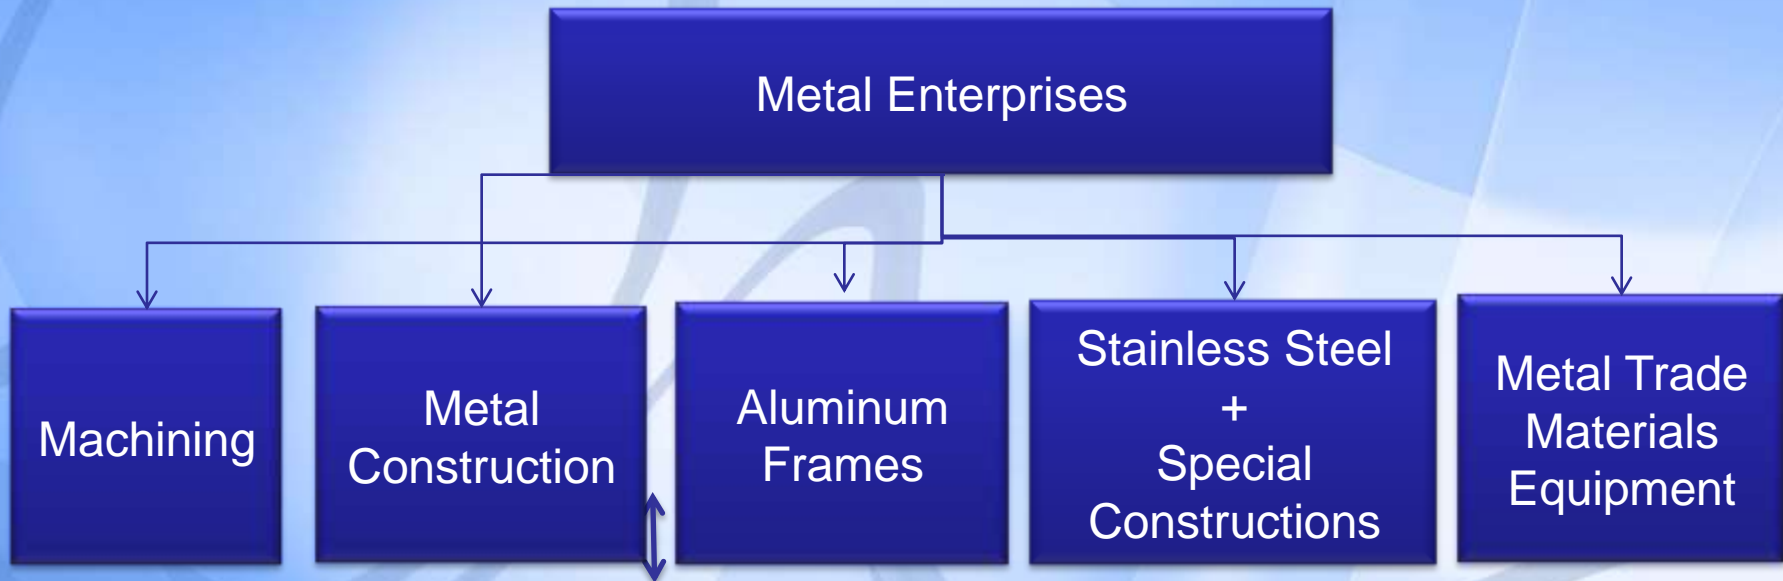 Metal Enterprises
Machining
Metal
Construction
Aluminum
Frames
Stainless Steel
+
Special
Constructions
Metal Trade
Materials
Equipment